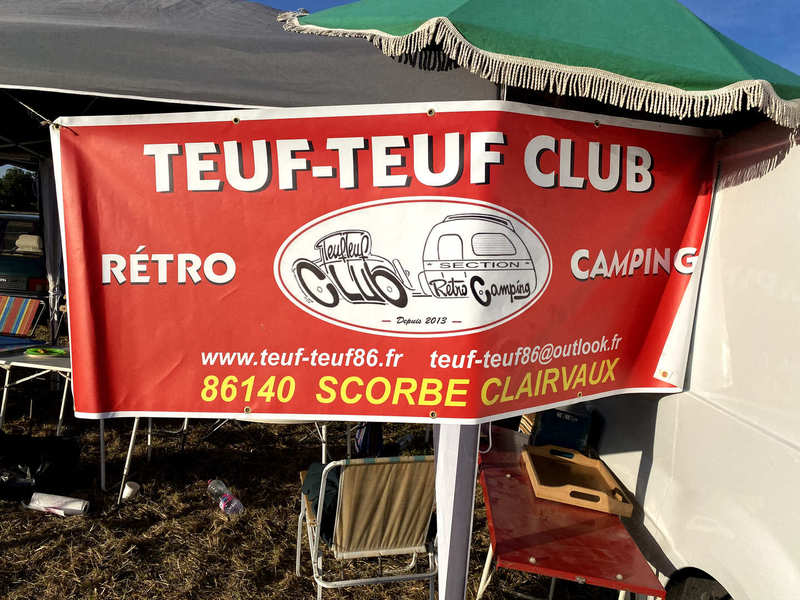 TEUF-TEUF CLUB
RÉTRO
CAMPING
TeufTeuf
CLUB
SECTION
Rétro Camping
Depuis 2013
www.teuf-teuf86.fr teuf-teuf86@outlook.fr
86140 SCORBE CLAIRVAUX